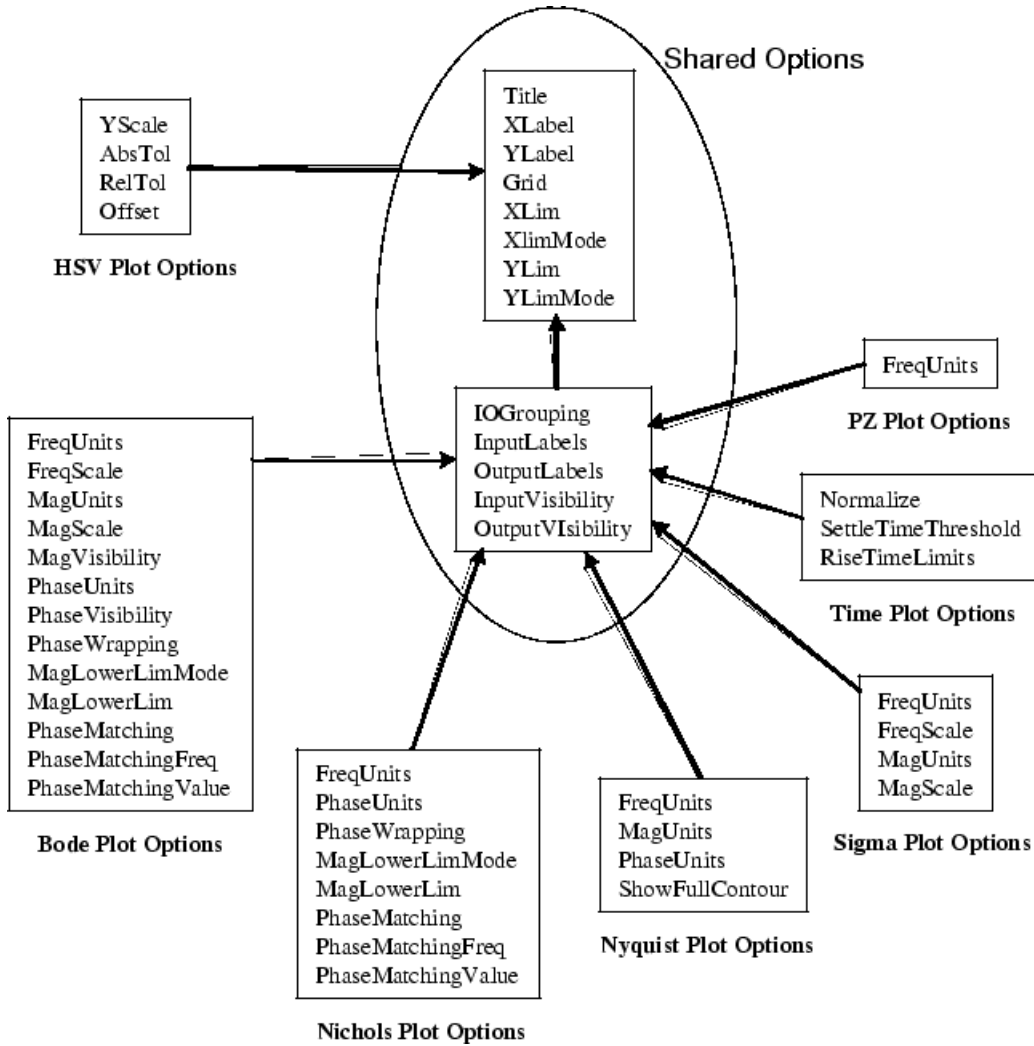 Shared Options
Title
XLabel
YLabel
Grid
XLim
XlimMode
YLim
YLimMode
YScale
AbsTol
RelTol
Offset
HSV Plot Options
IOGrouping
InputLabels
OutputLabels
InputVisibility
OutputVIsibility
FreqUnits
PZ Plot Options
FreqUnits
FreqScale
MagUnits
MagScale
MagVisibility
PhaseUnits
PhaseVisibility
PhaseWrapping
MagLowerLimMode
MagLowerLim
PhaseMatching
PhaseMatchingFreq
PhaseMatchingValue
Bode Plot Options
Normalize
SettleTimeThreshold
RiseTimeLimits
Time Plot Options
FreqUnits
FreqScale
MagUnits
MagScale
Sigma Plot Options
FreqUnits
PhaseUnits
PhaseWrapping
MagLowerLimMode
MagLowerLim
PhaseMatching
PhaseMatchingFreq
PhaseMatchingValue
Nichols Plot Options
FreqUnits
MagUnits
PhaseUnits
ShowFullContour
Nyquist Plot Options